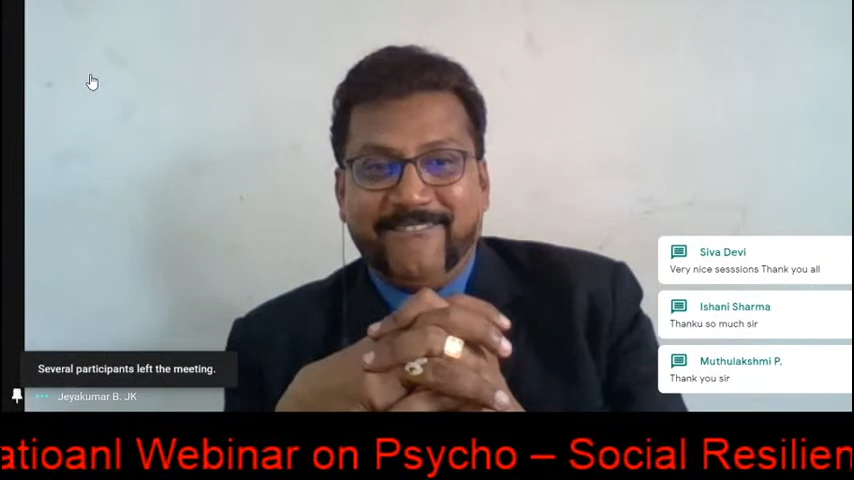 Siva Devi
Very nice sesssions Thank you all
Ishani Sharma
Thanku so much sir
Muthulakshmi P.
Thank you sir
Several participants left the meeting.
Jeyakumar B. JK
atioanl Webinar on Psycho – Social Resilien